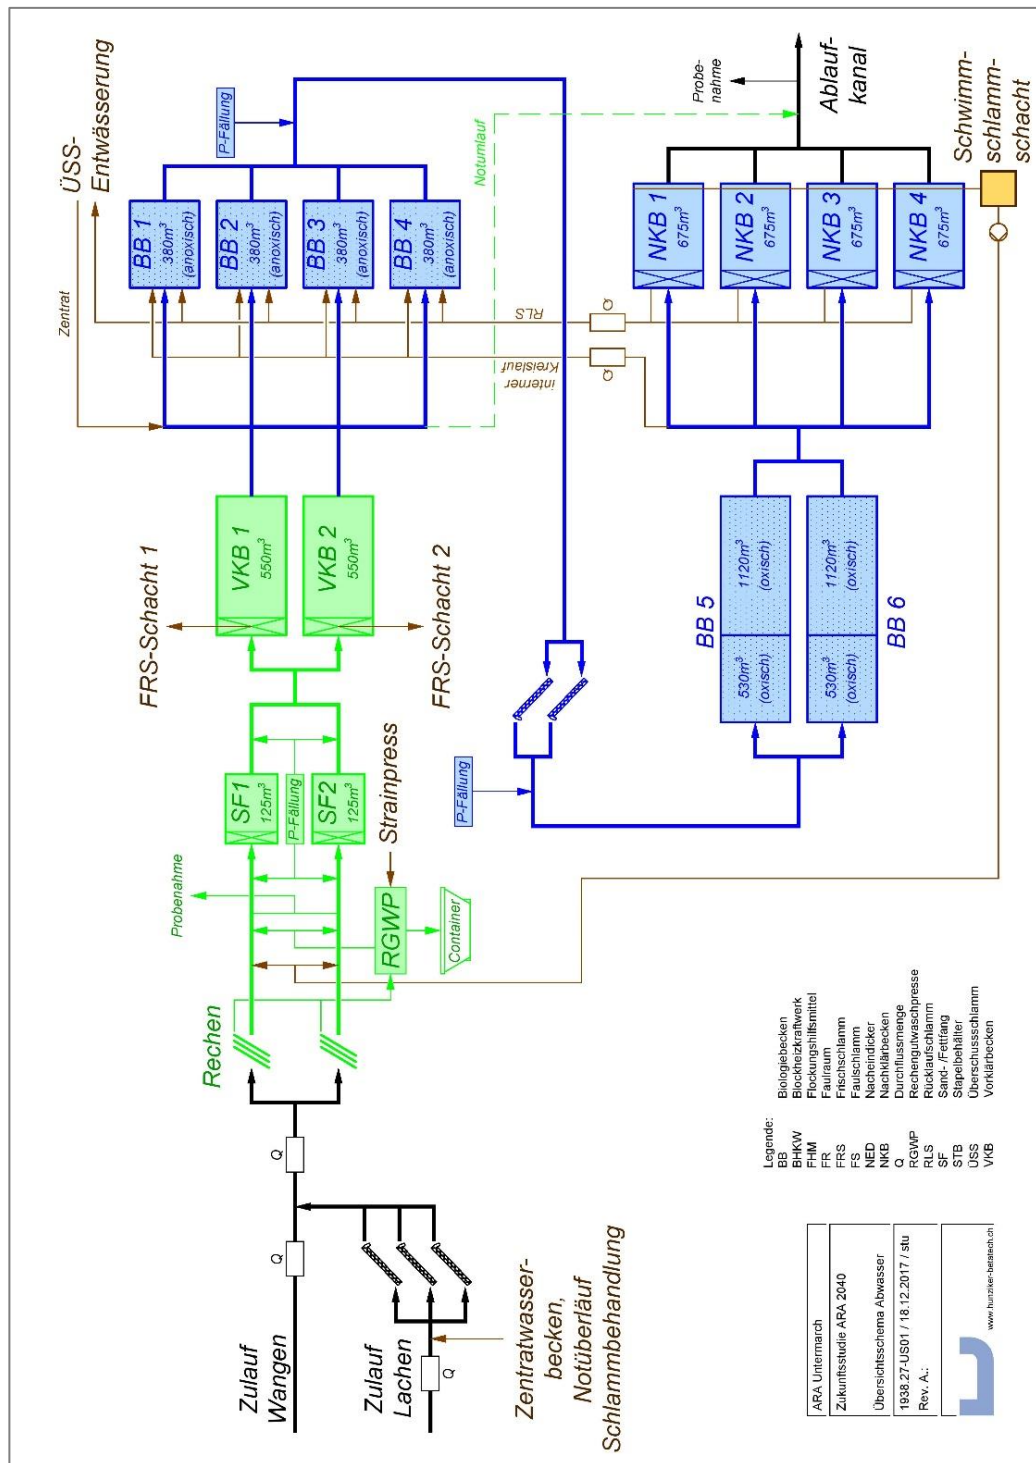 Zulauf
Wangen
Q
Q
Zulauf
Lachen
Q
Zentratwasser-
becken,
Notüberläuf
Schlammbehandlung
Rechen
Probenahme
RGWP
Container
Strainpress
SF1
125m³
SF2
125m³
P-Fällung
FRS-Schacht 1
FRS-Schacht 2
VKB 1
550m³
VKB 2
550m³
Zentrat
ÜSS-
Entwässerung
BB 1
380m³
(anoxisch)
BB 2
380m³
(anoxisch)
BB 3
380m³
(anoxisch)
BB 4
380m³
(anoxisch)
P-Fällung
Notumlauf
RLS
interner
Kreislauf
Q
Q
P-Fällung
BB 5
530m³
(oxisch)
1120m³
(oxisch)
BB 6
530m³
(oxisch)
1120m³
(oxisch)
NKB 1
675m³
NKB 2
675m³
NKB 3
675m³
NKB 4
675m³
Probe-
nahme
Ablauf-
kanal
Schwimm-
schlamm-
schacht
Legende:
BB Biologiebecken
BHKW Blockheizkraftwerk
FHM Flockungshilfsmittel
FR Faulraum
FRS Frischschlamm
FS Faulschlamm
NED Nacheindicker
NKB Nachklärbecken
Q Durchflussmenge
RGWP Rechengutwaschpresse
RLS Rücklaufschlamm
SF Sand- /Fettfang
STB Stapelbehälter
ÜSS Überschussschlamm
VKB Vorklärbecken
ARA Untermarch
Zukunftsstudie ARA 2040
Übersichtsschema Abwasser
1938.27-US01 / 18.12.2017 / stu
Rev. A.:
www.hunziker-betatech.ch